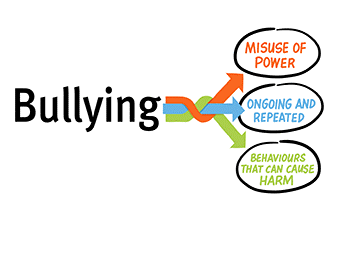 Bullying
MISUSE OF
POWER
ONGOING AND
REPEATED
BEHAVIOURS
THAT CAN CAUSE
HARM